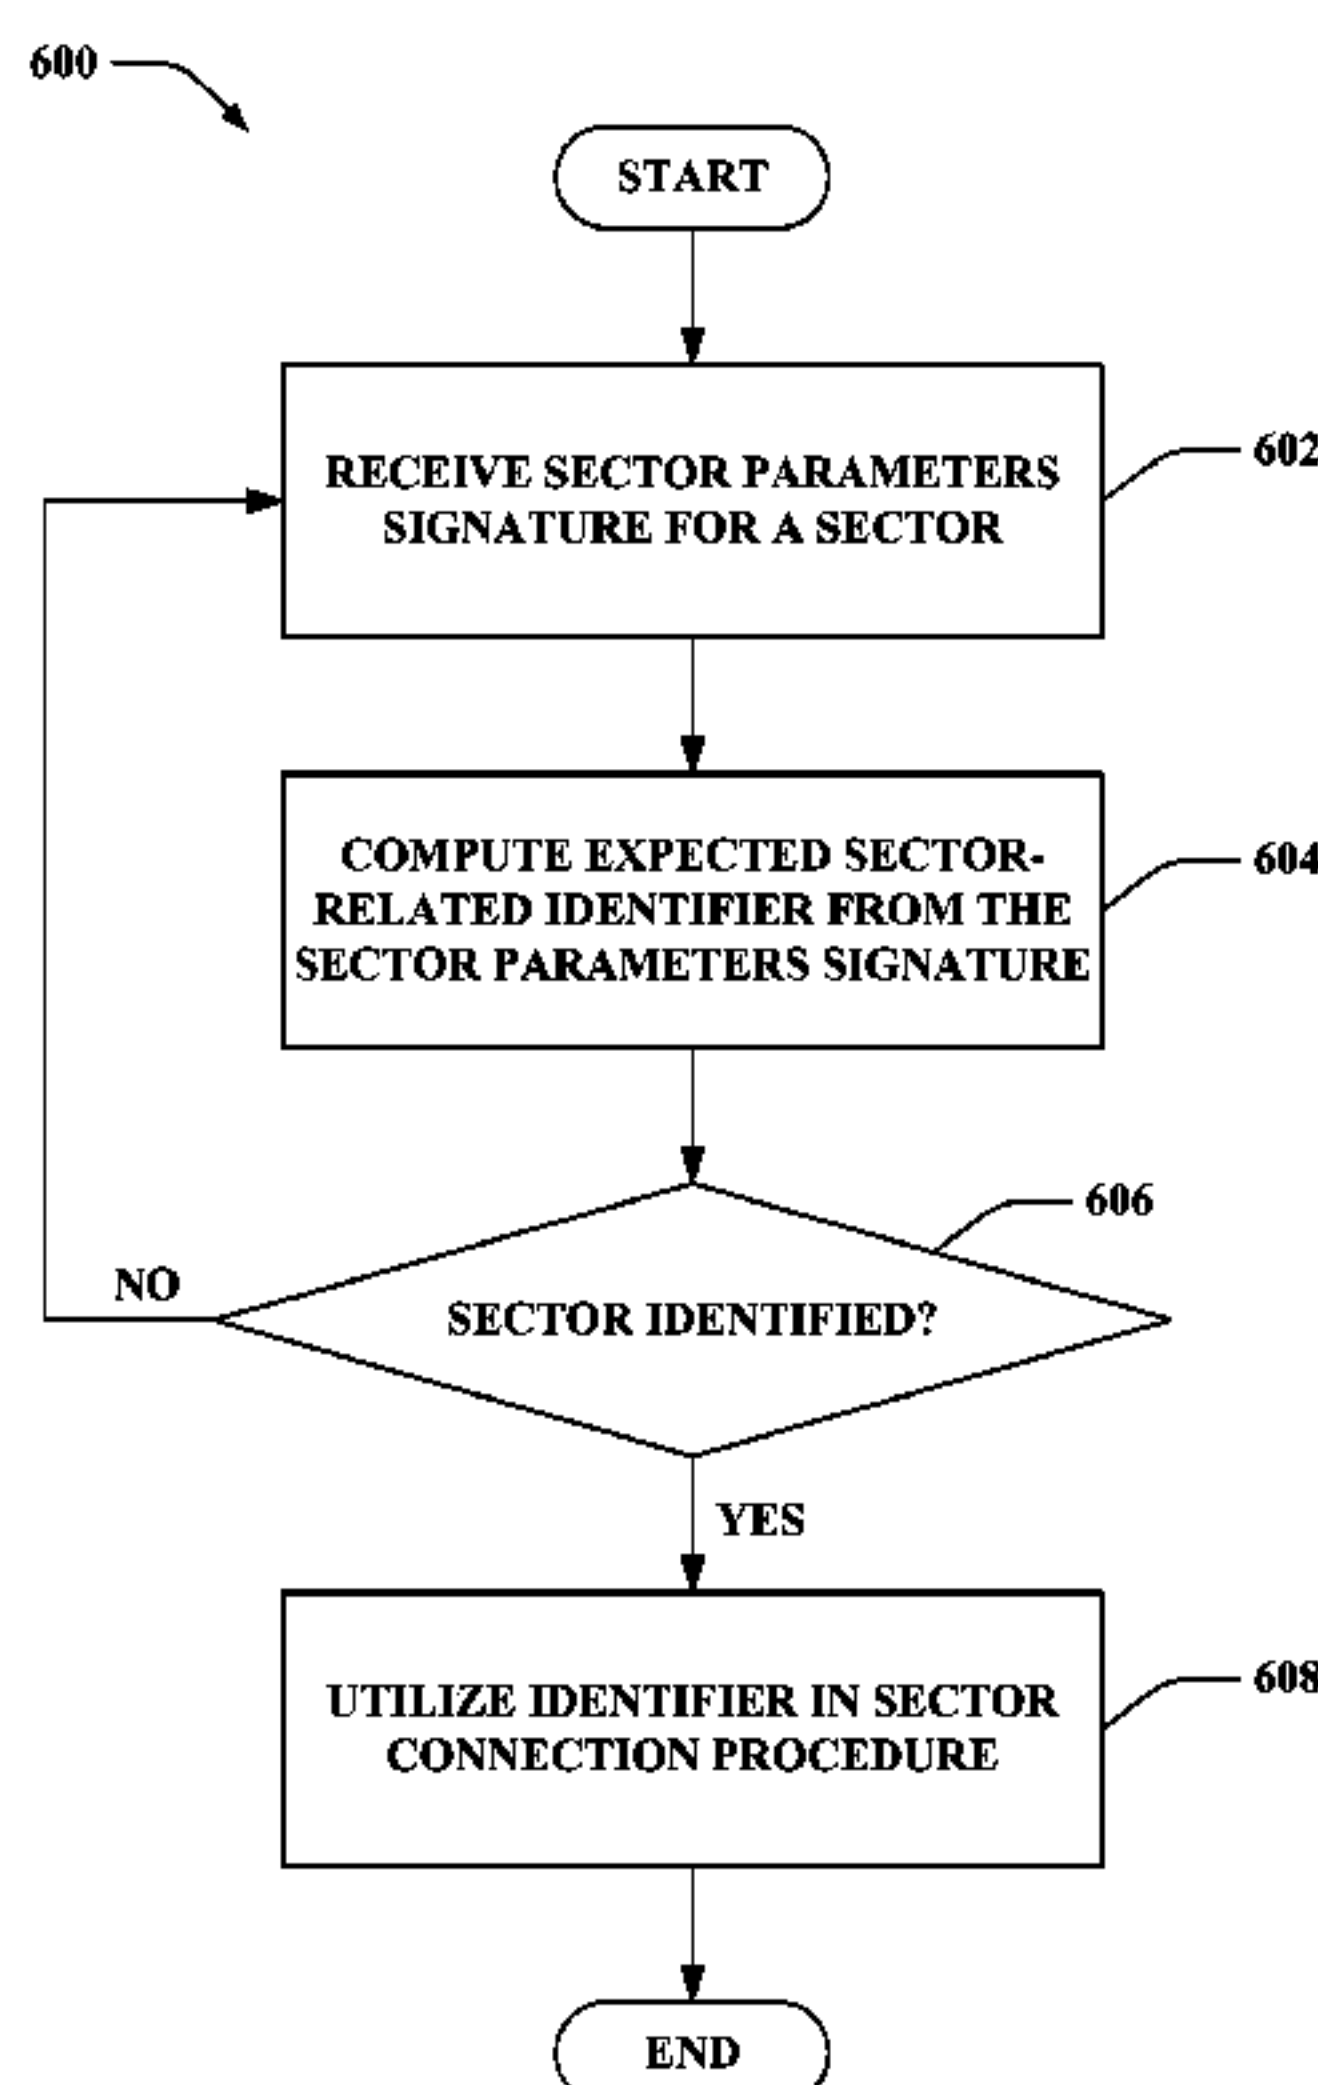 600
START
RECEIVE SECTOR PARAMETERS
SIGNATURE FOR A SECTOR
602
COMPUTE EXPECTED SECTOR-
RELATED IDENTIFIER FROM THE
SECTOR PARAMETERS SIGNATURE
604
606
NO
SECTOR IDENTIFIED?
YES
UTILIZE IDENTIFIER IN SECTOR
CONNECTION PROCEDURE
608
END